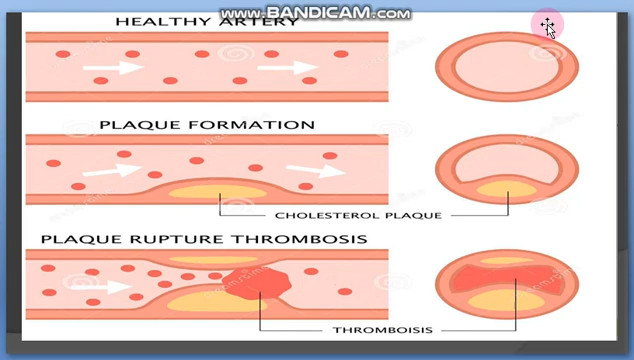 www.BANDICAM.com
HEALTHY ARTERY
PLAQUE FORMATION
CHOLESTEROL PLAQUE
PLAQUE RUPTURE THROMBOSIS
THROMBOISIS